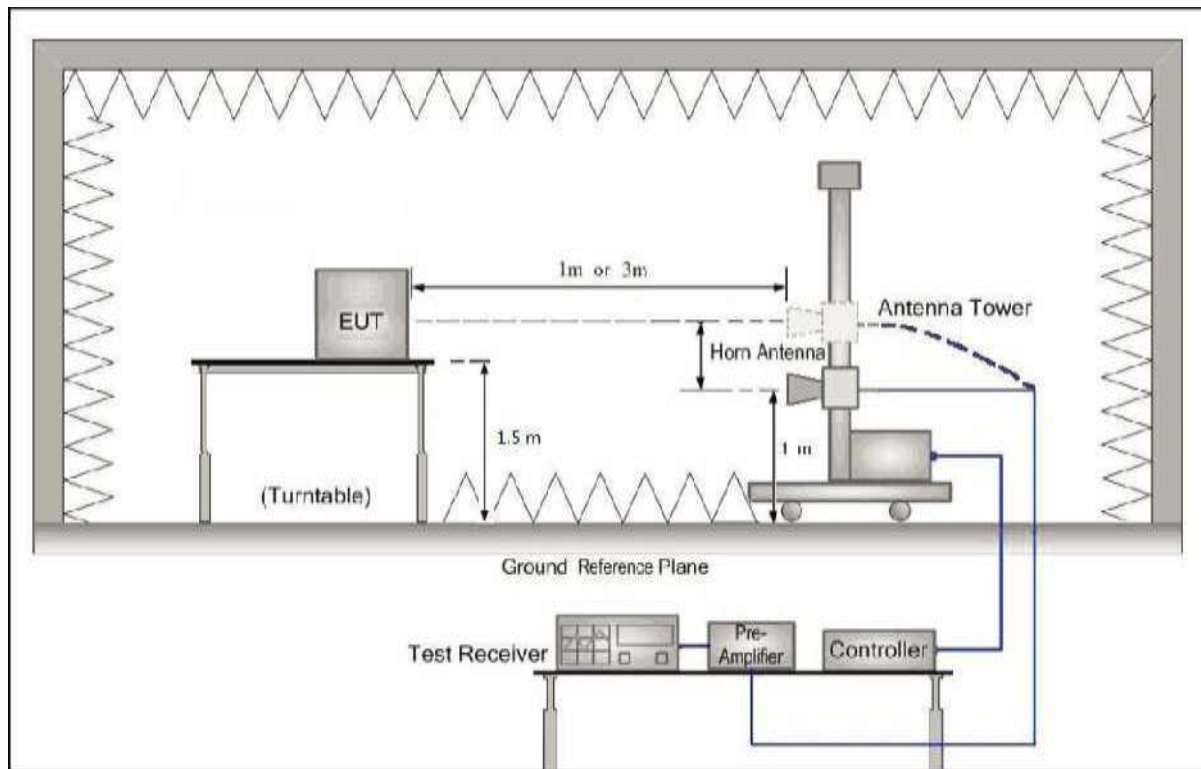 1m or 3m
EUT
Antenna Tower
Horn Antenna
1.5 m
1 m
(Turntable)
Ground Reference Plane
Test Receiver
Pre-
Amplifier
Controller